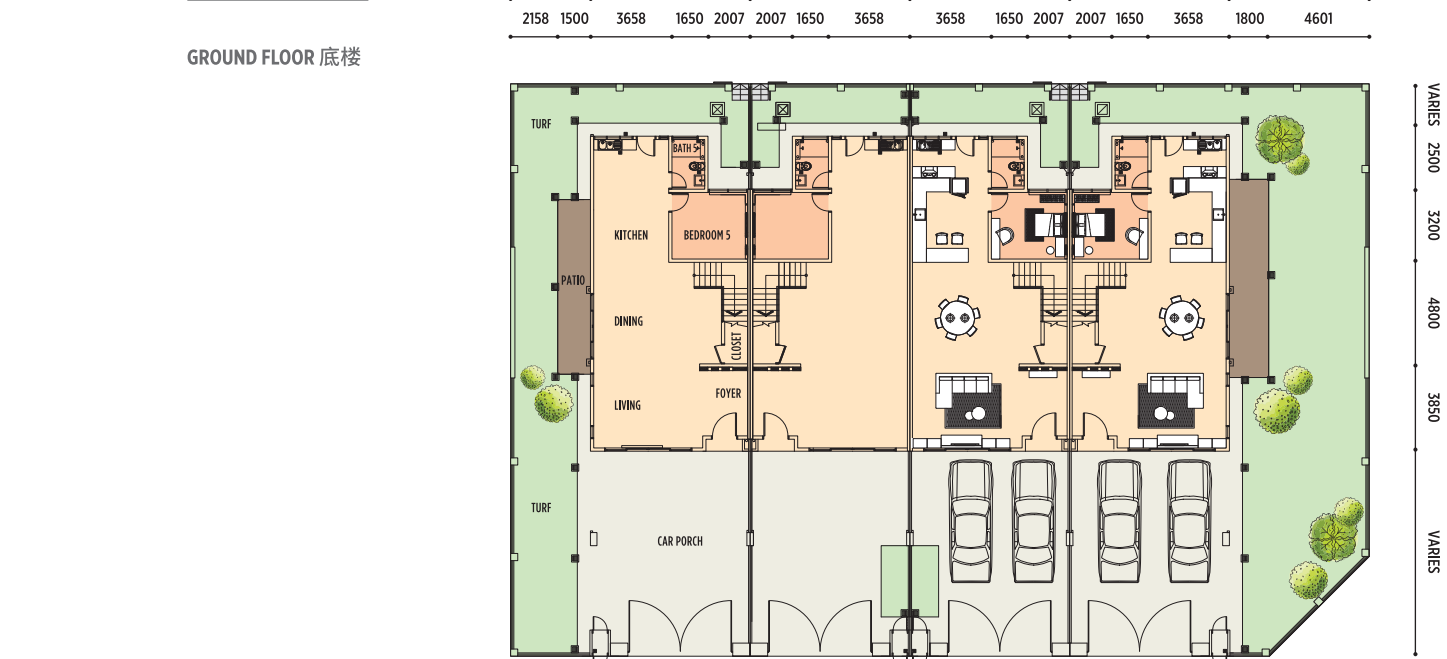 2158 1500 3658 1650 2007 2007 1650 3658 3658 1650 2007 2007 1650 3658 1800 4601
GROUND FLOOR 底楼
VARIES
TURF
BATH 5
2500
KITCHEN
BEDROOM 5
3200
PATIO
DINING
4800
CLOSET
LIVING
FOYER
3850
TURF
CAR PORCH
VARIES